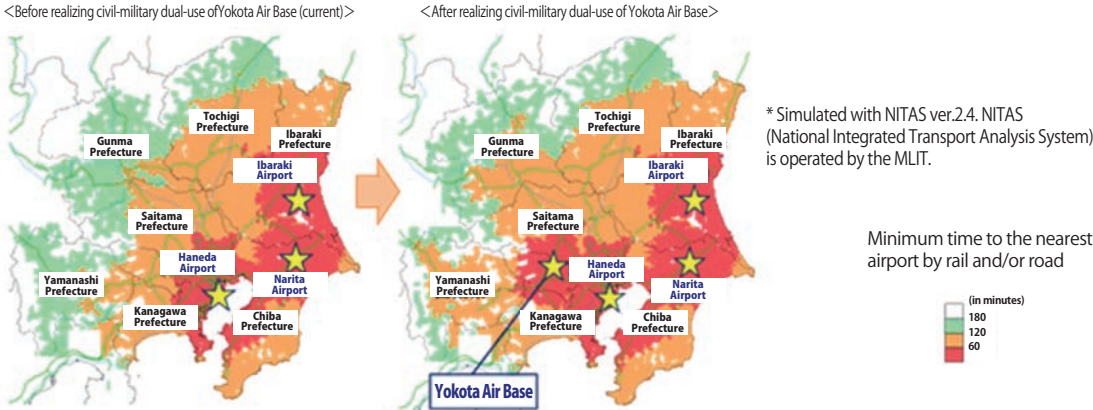 <Before realizing civil-military dual-use of Yokota Air Base (current)>
Tochigi
Prefecture
Gunma
Prefecture
Ibaraki
Prefecture
Ibaraki
Airport
Saitama
Prefecture
Haneda
Airport
Narita
Airport
Yamanashi
Prefecture
Kanagawa
Prefecture
Chiba
Prefecture
<After realizing civil-military dual-use of Yokota Air Base>
Tochigi
Prefecture
Gunma
Prefecture
Ibaraki
Prefecture
Ibaraki
Airport
Saitama
Prefecture
Haneda
Airport
Narita
Airport
Yamanashi
Prefecture
Kanagawa
Prefecture
Chiba
Prefecture
Yokota Air Base
* Simulated with NITAS ver.2.4. NITAS
(National Integrated Transport Analysis System)
is operated by the MLIT.
Minimum time to the nearest
airport by rail and/or road
(in minutes)
180
120
60